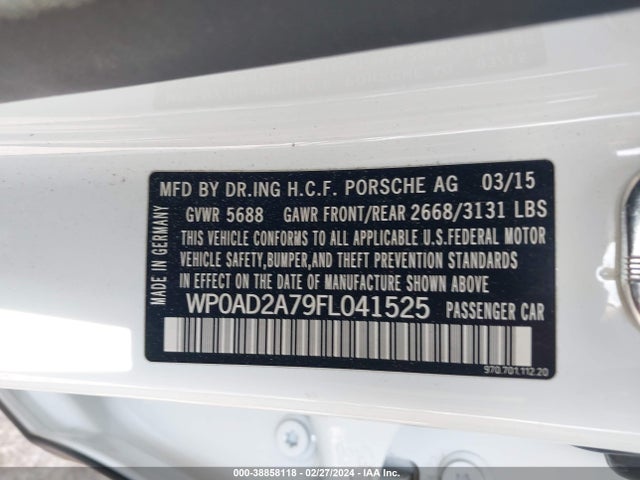 MFD BY DR.ING H.C.F. PORSCHE AG 03/15
GVWR 5688 GAWR FRONT/REAR 2668/3131 LBS
THIS VEHICLE CONFORMS TO ALL APPLICABLE U.S.FEDERAL MOTOR
VEHICLE SAFETY,BUMPER,AND THEFT PREVENTION STANDARDS
IN EFFECT ON THE DATE OF MANUFACTURE SHOWN ABOVE
WP0AD2A79FL041525 PASSENGER CAR
970.701.112.20
MADE IN GERMANY
000-38858118 - 02/27/2024 - IAA Inc.